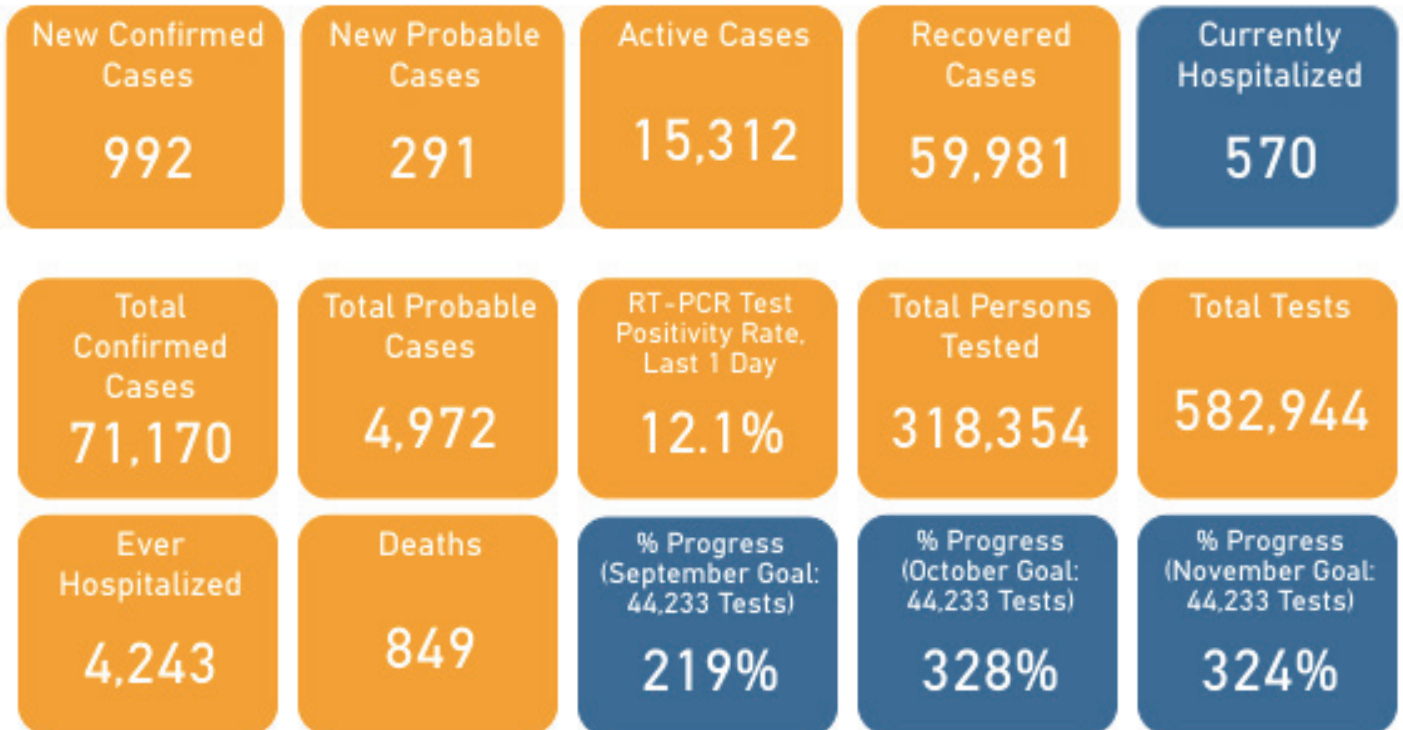 New Confirmed
Cases
992
New Probable
Cases
291
Active Cases
15,312
Recovered
Cases
59,981
Currently
Hospitalized
570
Total
Confirmed
Cases
71,170
Total Probable
Cases
4,972
RT-PCR Test
Positivity Rate,
Last 1 Day
12.1%
Total Persons
Tested
318,354
Total Tests
582,944
Ever
Hospitalized
4,243
Deaths
849
% Progress
(September Goal:
44,233 Tests)
219%
% Progress
(October Goal:
44,233 Tests)
328%
% Progress
(November Goal:
44,233 Tests)
324%